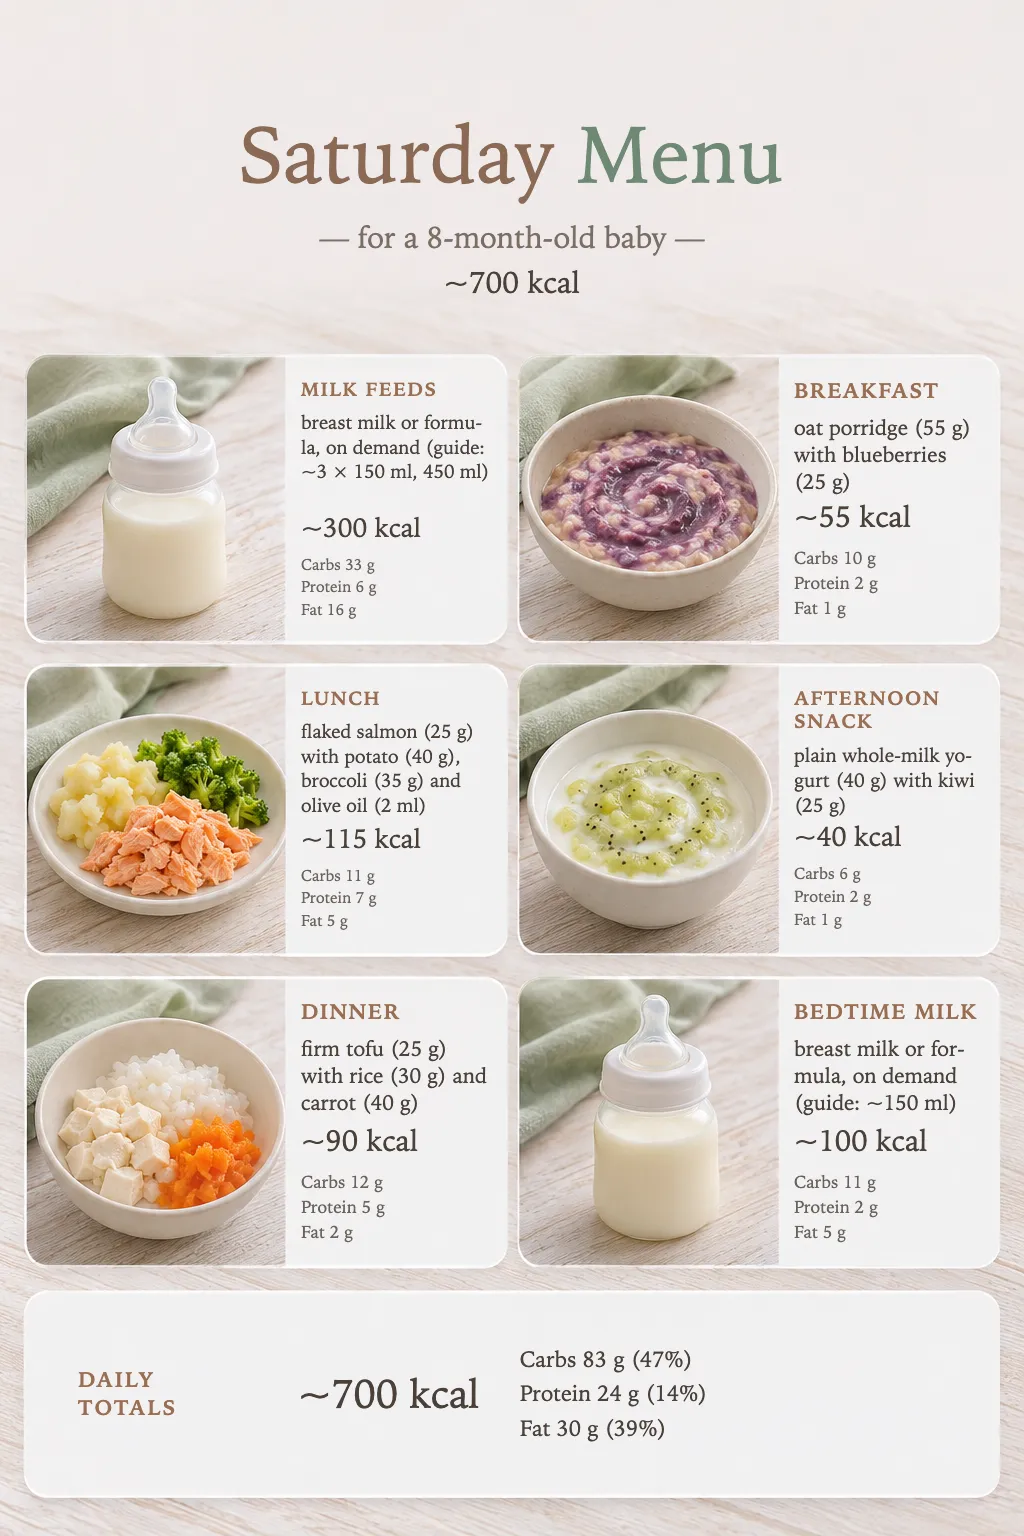 Saturday Menu
— for a 8-month-old baby —
~700 kcal
MILK FEEDS
breast milk or formu-
la, on demand (guide:
~3 × 150 ml, 450 ml)
~300 kcal
Carbs 33 g
Protein 6 g
Fat 16 g
BREAKFAST
oat porridge (55 g)
with blueberries
(25 g)
~55 kcal
Carbs 10 g
Protein 2 g
Fat 1 g
LUNCH
flaked salmon (25 g)
with potato (40 g),
broccoli (35 g) and
olive oil (2 ml)
~115 kcal
Carbs 11 g
Protein 7 g
Fat 5 g
AFTERNOON
SNACK
plain whole-milk yo-
gurt (40 g) with kiwi
(25 g)
~40 kcal
Carbs 6 g
Protein 2 g
Fat 1 g
DINNER
firm tofu (25 g)
with rice (30 g) and
carrot (40 g)
~90 kcal
Carbs 12 g
Protein 5 g
Fat 2 g
BEDTIME MILK
breast milk or for-
mula, on demand
(guide: ~150 ml)
~100 kcal
Carbs 11 g
Protein 2 g
Fat 5 g
DAILY
TOTALS
~700 kcal
Carbs 83 g (47%)
Protein 24 g (14%)
Fat 30 g (39%)